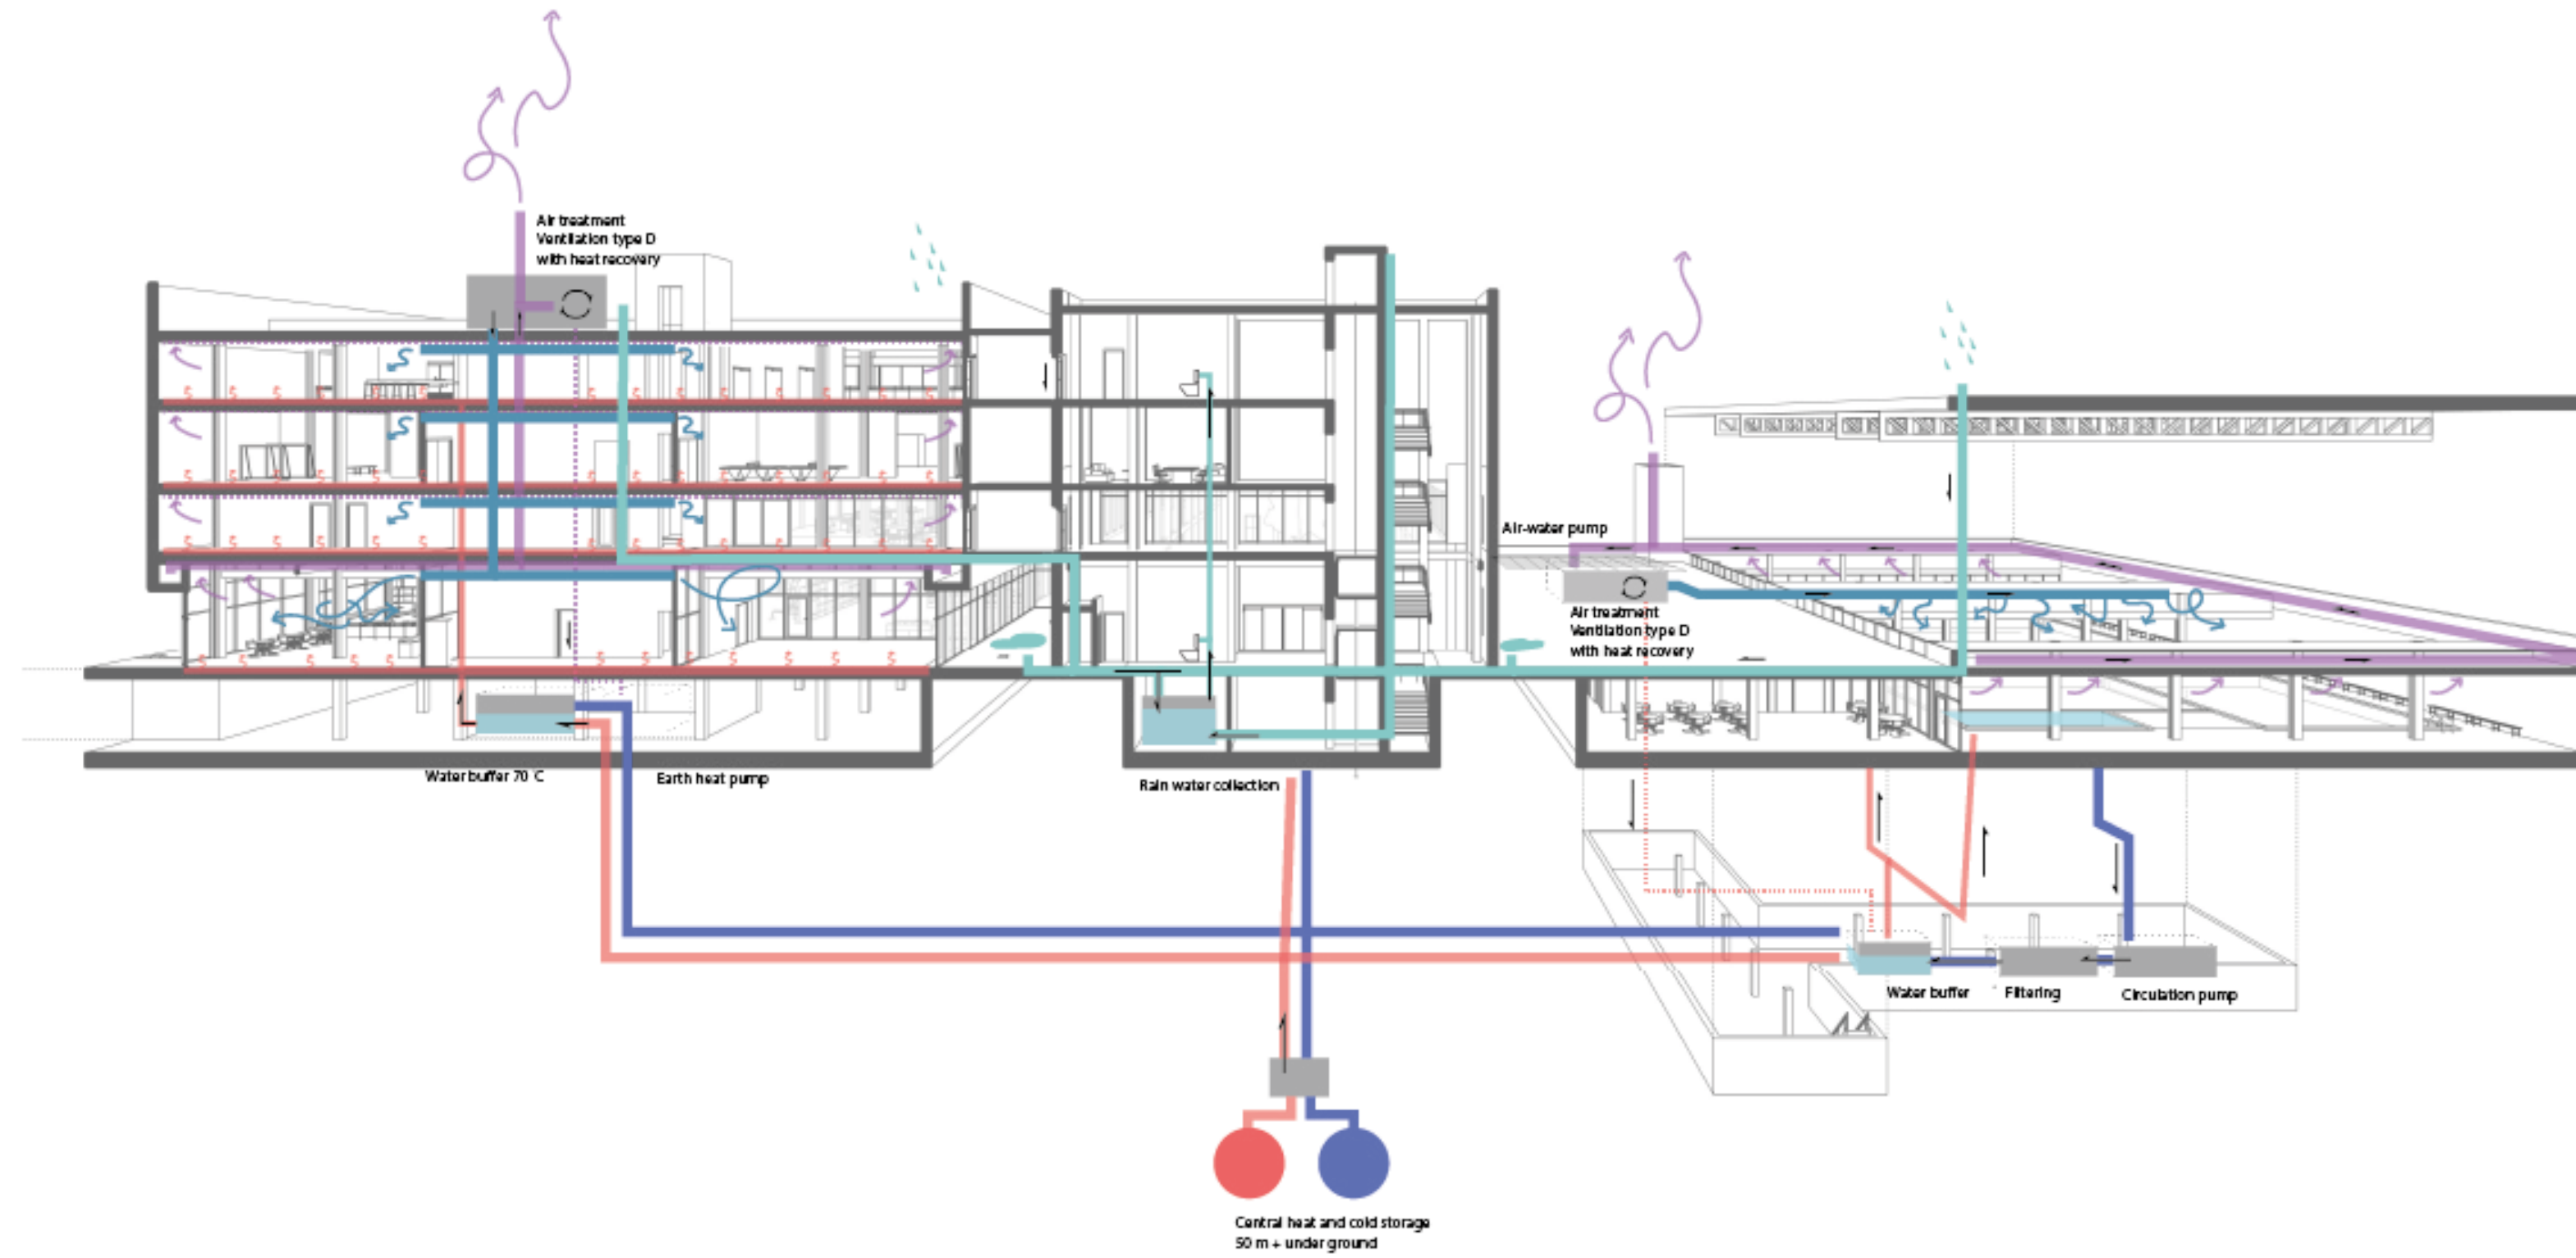 Air treatment
Ventilation type D
with heat recovery
Air-water pump
Air treatment
Ventilation type D
with heat recovery
Water buffer 70 C
Earth heat pump
Rain water collection
Water buffer
Filtering
Circulation pump
Central heat and cold storage
50 m + under ground